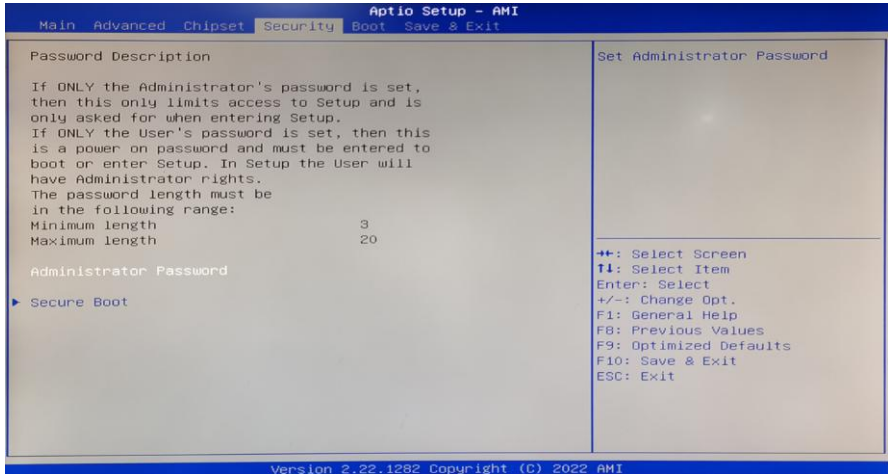 Aptio Setup - AMI
Main Advanced Chipset Security Boot Save & Exit
Password Description
If ONLY the Administrator's password is set,
then this only limits access to Setup and is
only asked for when entering Setup.
If ONLY the User's password is set, then this
is a power on password and must be entered to
boot or enter Setup. In Setup the User will
have Administrator rights.
The password length must be
in the following range:
Minimum length 3
Maximum length 20
Administrator Password
Secure Boot
Set Administrator Password
→←: Select Screen
↑↓: Select Item
Enter: Select
+/-: Change Opt.
F1: General Help
F8: Previous Values
F9: Optimized Defaults
F10: Save & Exit
ESC: Exit
Version 2.22.1282 Copyright (C) 2022 AMI